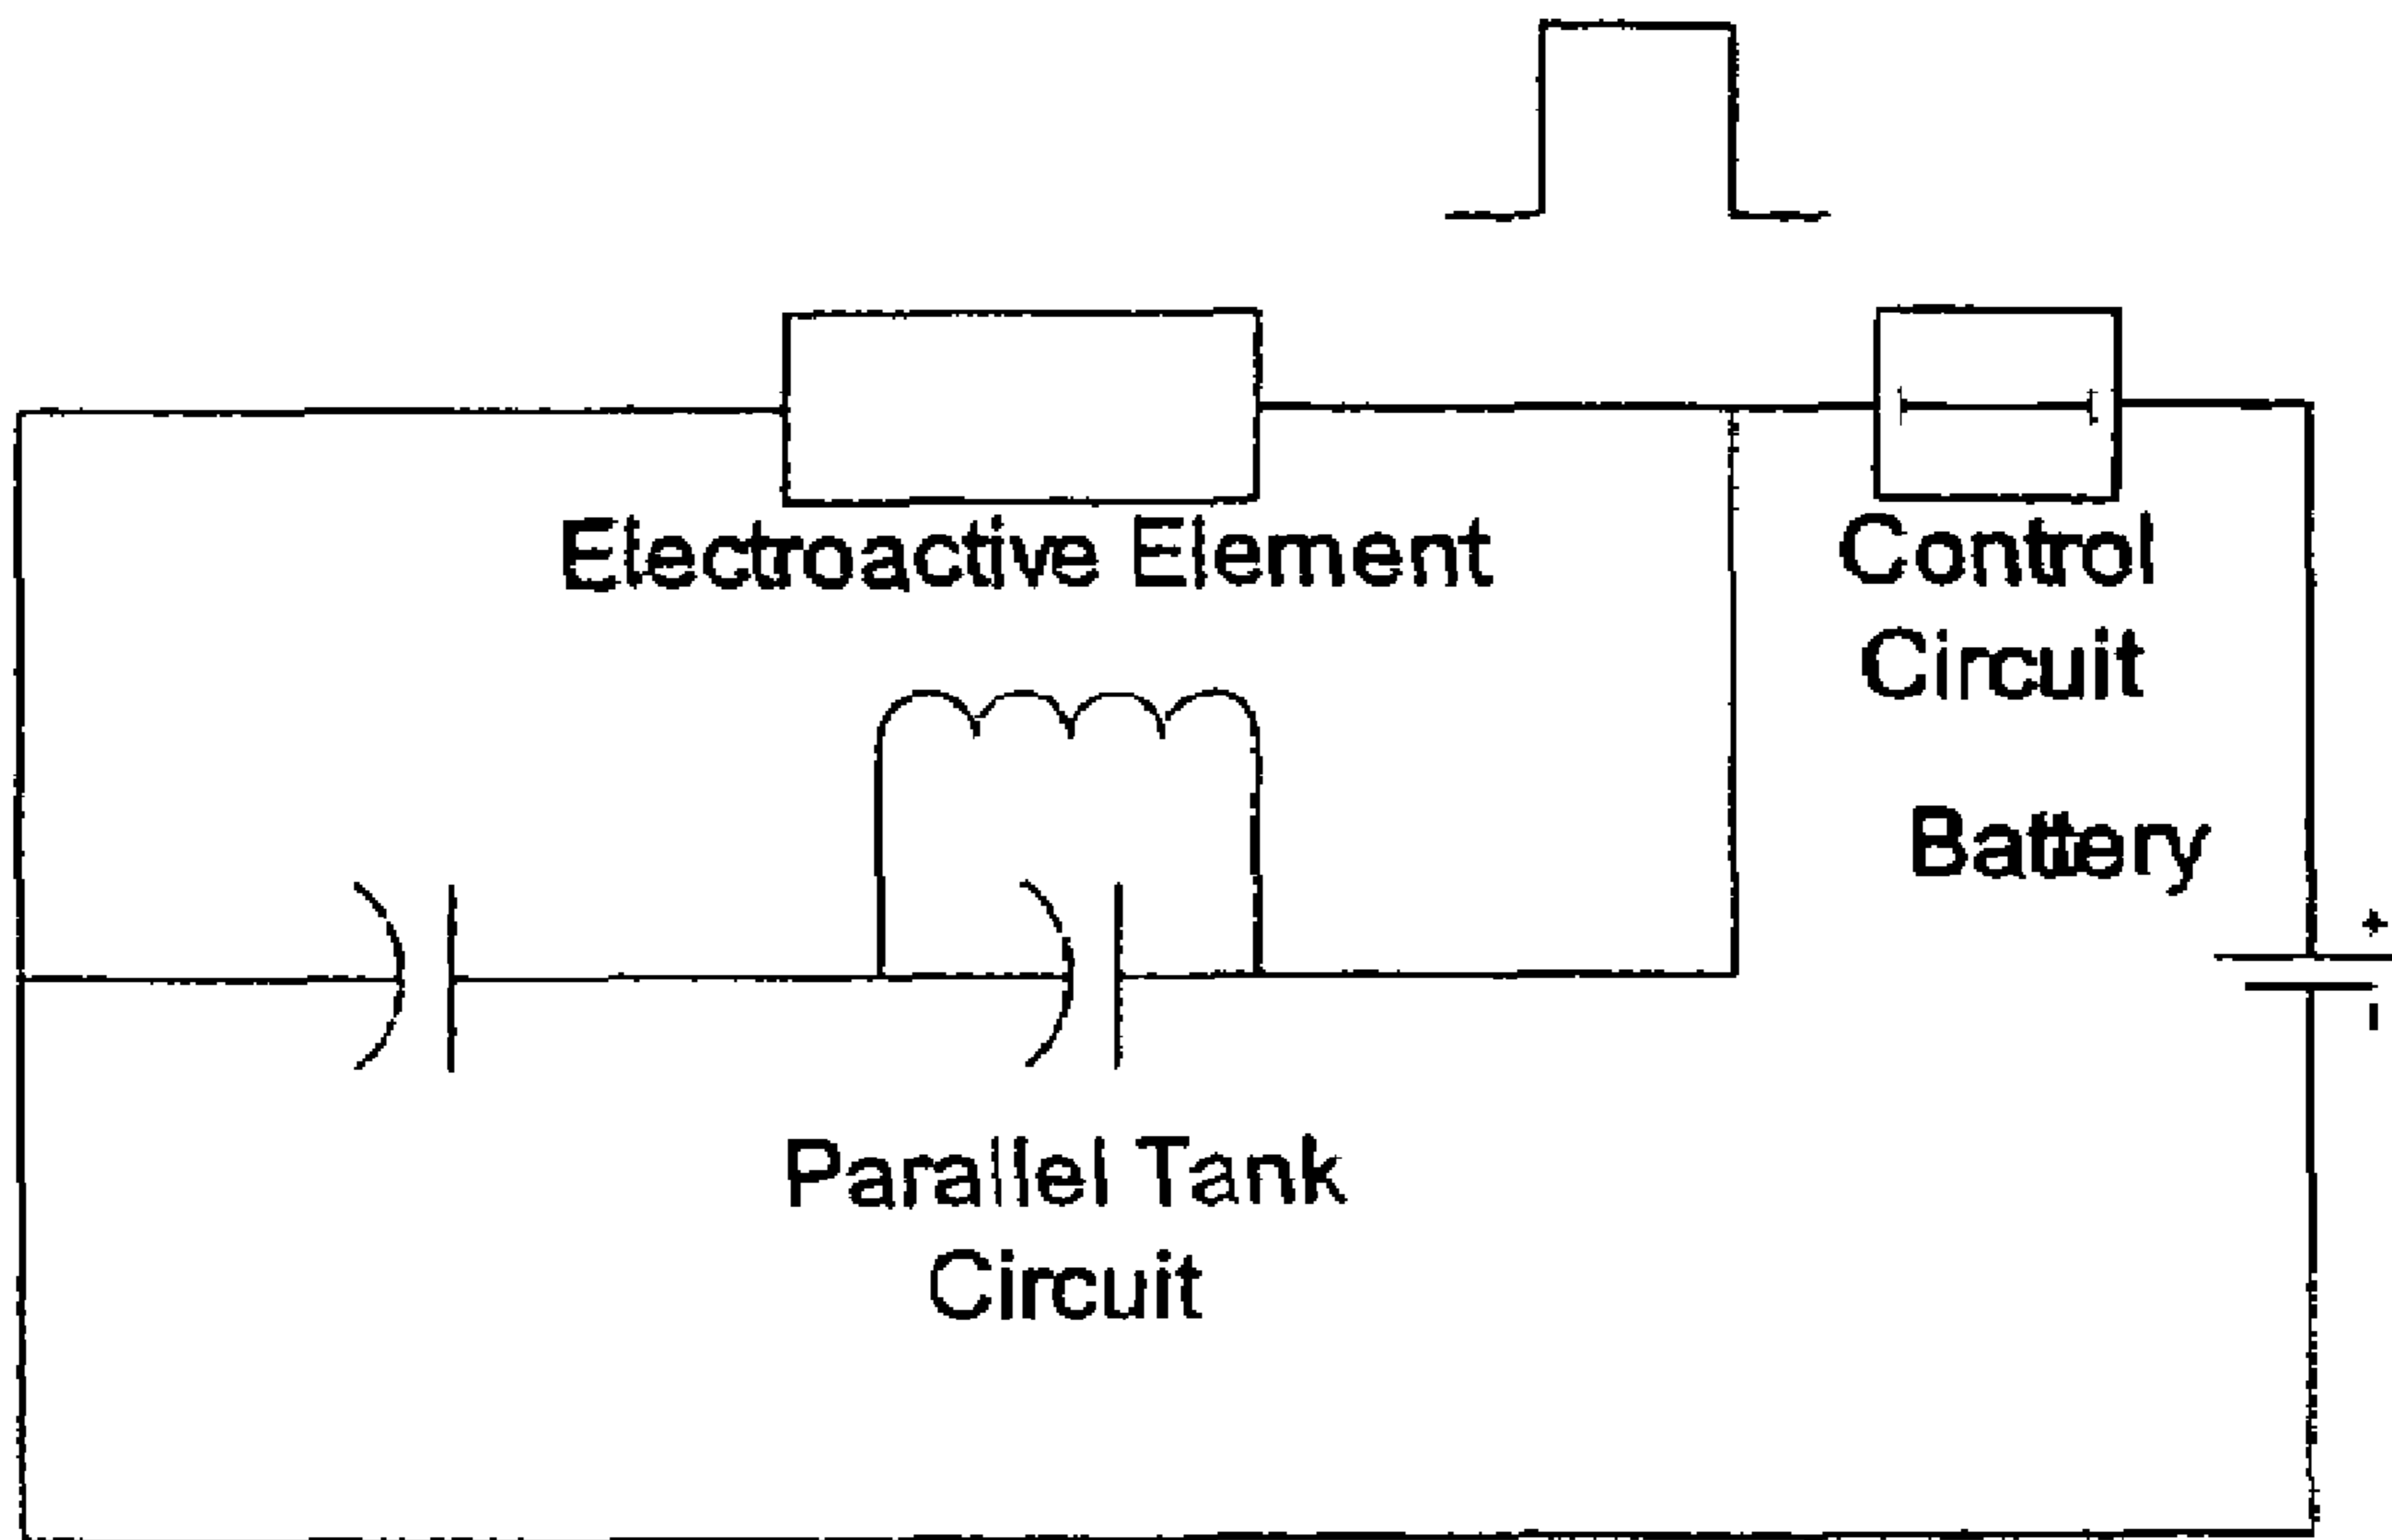 Electroactive Element
Control
Circuit
Battery
+
-
Parallel Tank
Circuit